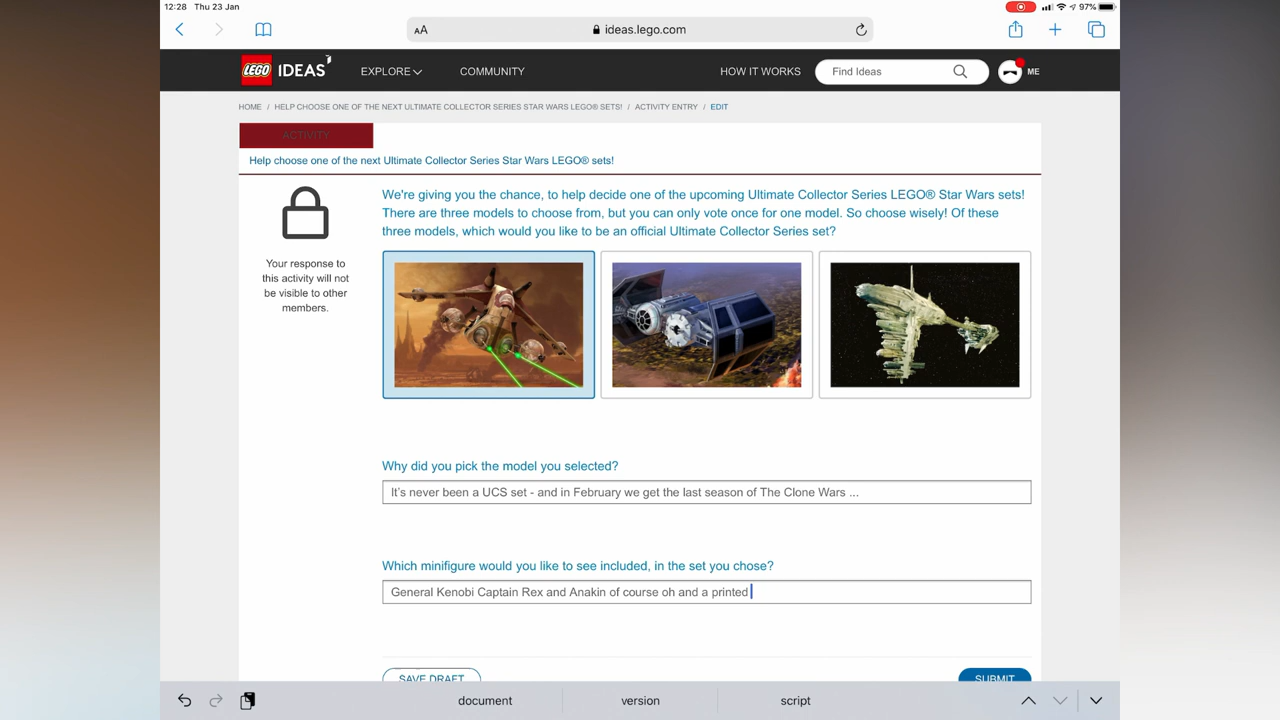 12:28 Thu 23 Jan
97%
AA
ideas.lego.com
LEGO IDEAS
EXPLORE
COMMUNITY
HOW IT WORKS
Find Ideas
ME
HOME / HELP CHOOSE ONE OF THE NEXT ULTIMATE COLLECTOR SERIES STAR WARS LEGO® SETS! / ACTIVITY ENTRY / EDIT
ACTIVITY
Help choose one of the next Ultimate Collector Series Star Wars LEGO® sets!
Your response to
this activity will not
be visible to other
members.
We're giving you the chance, to help decide one of the upcoming Ultimate Collector Series LEGO® Star Wars sets!
There are three models to choose from, but you can only vote once for one model. So choose wisely! Of these
three models, which would you like to be an official Ultimate Collector Series set?
Why did you pick the model you selected?
It's never been a UCS set - and in February we get the last season of The Clone Wars ...
Which minifigure would you like to see included, in the set you chose?
General Kenobi Captain Rex and Anakin of course oh and a printed
SAVE DRAFT
SUBMIT
document
version
script